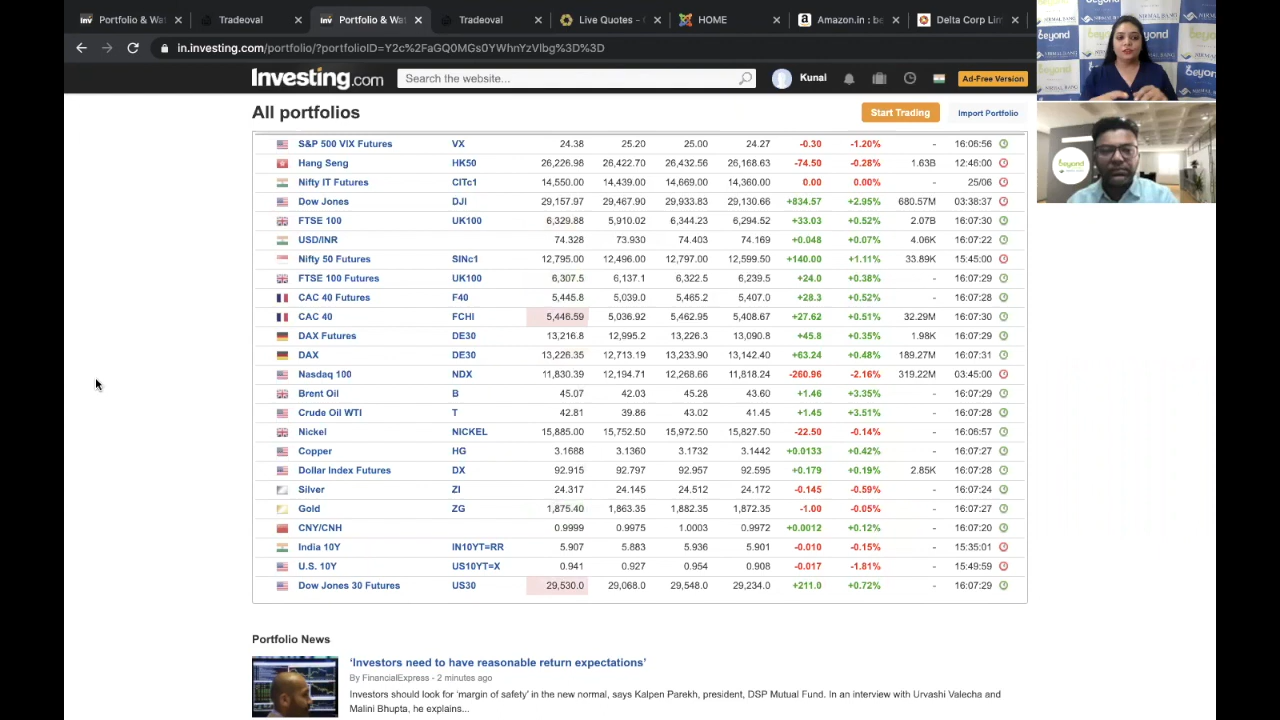 Portfolio & Wa
Tradeoval
Portfolio & Wa
Live Quotes -
HOME
amazon.in : ev
Bata Corp Lim
in.investing.com/portfolio/?portfolioID=
Investing.com
Search the website...
Kunal
Ad-Free Version
All portfolios
Start Trading
Import Portfolio
S&P 500 VIX Futures VX 24.38 25.20 25.00 24.27 -0.30 -1.20% - 16:06:56
Hang Seng HK50 26,226.98 26,422.70 26,432.56 26,168.63 -74.50 -0.28% 1.63B 12:46:00
Nifty IT Futures CITc1 14,550.00 14,439.00 14,669.00 14,360.00 0.00 0.00% - 25/06
Dow Jones DJI 29,157.97 29,467.90 29,933.83 29,130.66 +834.57 +2.95% 680.57M 03:38:37
FTSE 100 UK100 6,329.88 5,910.02 6,344.23 6,294.52 +33.03 +0.52% 2.07B 16:07:30
USD/INR 74.328 73.930 74.403 74.169 +0.048 +0.07% 4.06K 16:07:22
Nifty 50 Futures SINc1 12,795.00 12,496.00 12,797.00 12,599.50 +140.00 +1.11% 33.89K 15:45:00
FTSE 100 Futures UK100 6,307.5 6,137.1 6,322.5 6,239.5 +24.0 +0.38% - 16:07:29
CAC 40 Futures F40 5,445.8 5,039.0 5,465.2 5,407.0 +28.3 +0.52% - 16:07:28
CAC 40 FCHI 5,446.59 5,036.92 5,462.95 5,408.67 +27.62 +0.51% 32.29M 16:07:30
DAX Futures DE30 13,216.8 12,995.2 13,226.3 13,090.8 +45.8 +0.35% 1.98K 16:07:29
DAX DE30 13,226.35 12,713.19 13,233.90 13,142.40 +63.24 +0.48% 189.27M 16:07:31
Nasdaq 100 NDX 11,830.39 12,194.71 12,268.66 11,818.24 -260.96 -2.16% 319.22M 03:45:00
Brent Oil B 45.07 42.03 45.28 43.60 +1.46 +3.35% - 16:07:29
Crude Oil WTI T 42.81 39.86 43.02 41.45 +1.45 +3.51% - 16:07:28
Nickel NICKEL 15,885.00 15,752.50 15,972.50 15,827.50 -22.50 -0.14% - 16:06:57
Copper HG 3.1688 3.1360 3.1732 3.1442 +0.0133 +0.42% - 16:07:27
Dollar Index Futures DX 92.915 92.797 92.957 92.635 +0.179 +0.19% 2.85K 16:07:28
Silver ZI 24.317 24.145 24.512 24.172 -0.145 -0.59% - 16:07:24
Gold ZG 1,875.40 1,863.35 1,882.35 1,872.35 -1.00 -0.05% - 16:07:27
CNY/CNH 0.9999 0.9975 1.0003 0.9972 +0.0012 +0.12% - 16:07:20
India 10Y IN10YT=RR 5.907 5.883 5.936 5.901 -0.010 -0.15% - 15:35:01
U.S. 10Y US10YT=X 0.941 0.927 0.954 0.908 -0.017 -1.81% - 15:49:59
Dow Jones 30 Futures US30 29,530.0 29,068.0 29,548.0 29,234.0 +211.0 +0.72% - 16:07:29
Portfolio News
'Investors need to have reasonable return expectations'
By FinancialExpress - 2 minutes ago
Investors should look for 'margin of safety' in the new normal, says Kalpen Parekh, president, DSP Mutual Fund. In an interview with Urvashi Valecha and
Malini Bhupta, he explains...
beyond
NIRMAL BANG
beyond